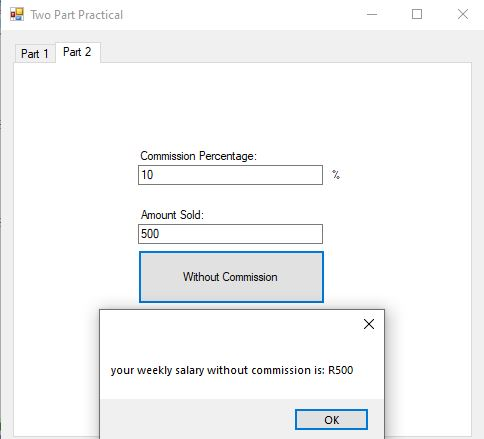 Two Part Practical
Part 1 Part 2
Commission Percentage:
10 %
Amount Sold:
500
Without Commission
your weekly salary without commission is: R500
OK